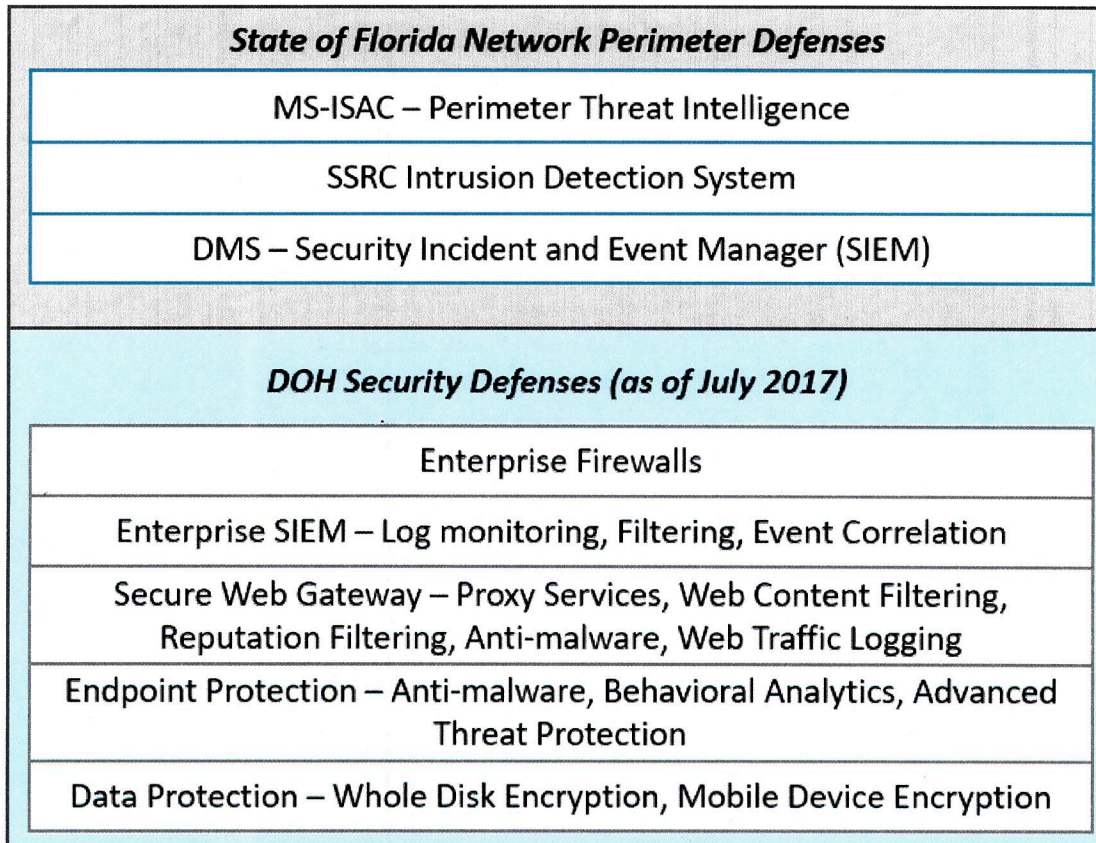 State of Florida Network Perimeter Defenses
MS-ISAC – Perimeter Threat Intelligence
SSRC Intrusion Detection System
DMS – Security Incident and Event Manager (SIEM)
DOH Security Defenses (as of July 2017)
Enterprise Firewalls
Enterprise SIEM – Log monitoring, Filtering, Event Correlation
Secure Web Gateway – Proxy Services, Web Content Filtering,
Reputation Filtering, Anti-malware, Web Traffic Logging
Endpoint Protection – Anti-malware, Behavioral Analytics, Advanced
Threat Protection
Data Protection – Whole Disk Encryption, Mobile Device Encryption